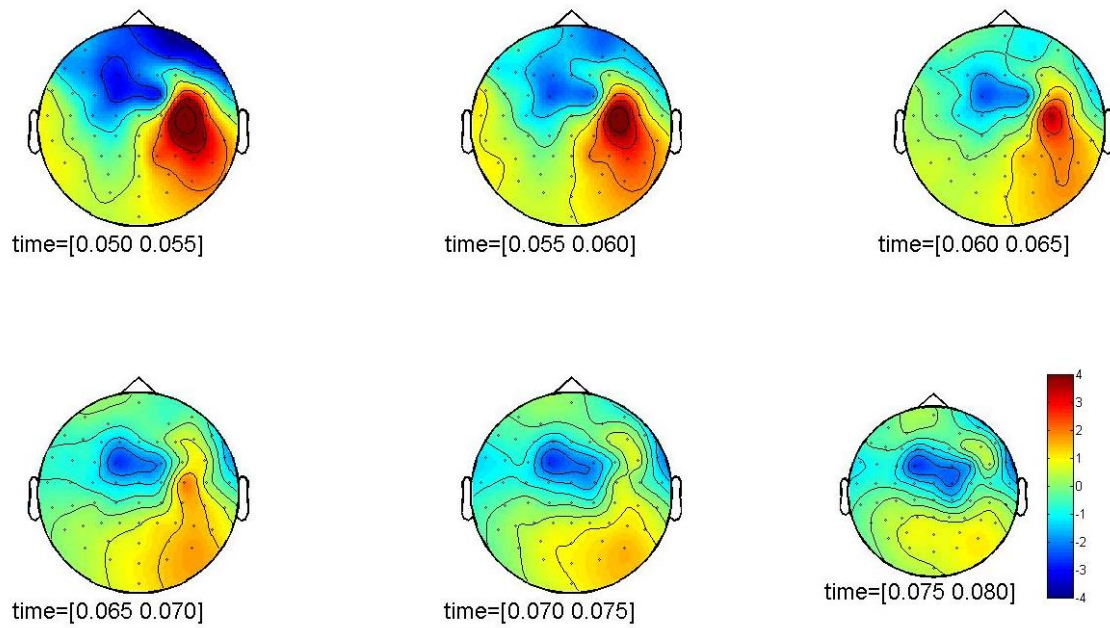 time=[0.050 0.055]
time=[0.055 0.060]
time=[0.060 0.065]
time=[0.065 0.070]
time=[0.070 0.075]
time=[0.075 0.080]
4
3
2
1
0
-1
-2
-3
-4